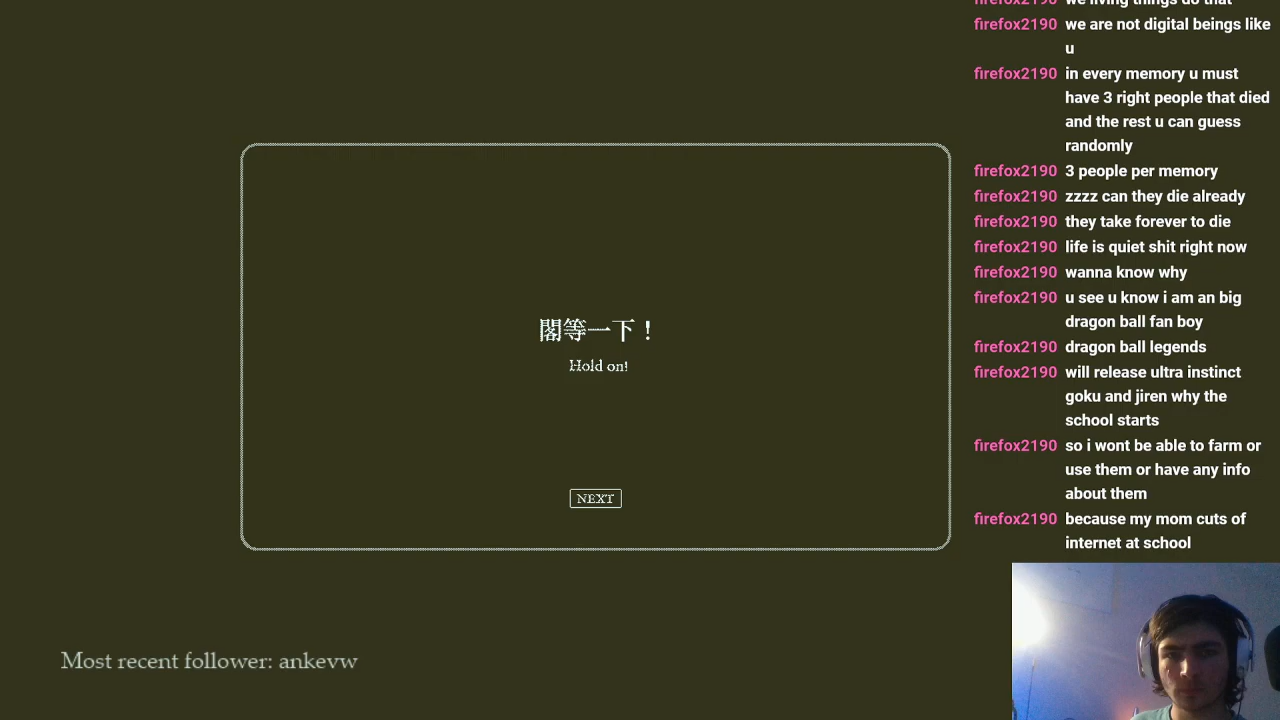 we living things do that
firefox2190 we are not digital beings like
u
firefox2190 in every memory u must
have 3 right people that died
and the rest u can guess
randomly
firefox2190 3 people per memory
firefox2190 zzzz can they die already
firefox2190 they take forever to die
firefox2190 life is quiet shit right now
firefox2190 wanna know why
firefox2190 u see u know i am an big
dragon ball fan boy
firefox2190 dragon ball legends
firefox2190 will release ultra instinct
goku and jiren why the
school starts
firefox2190 so i wont be able to farm or
use them or have any info
about them
firefox2190 because my mom cuts of
internet at school
等一下！
Hold on!
NEXT
Most recent follower: ankevw